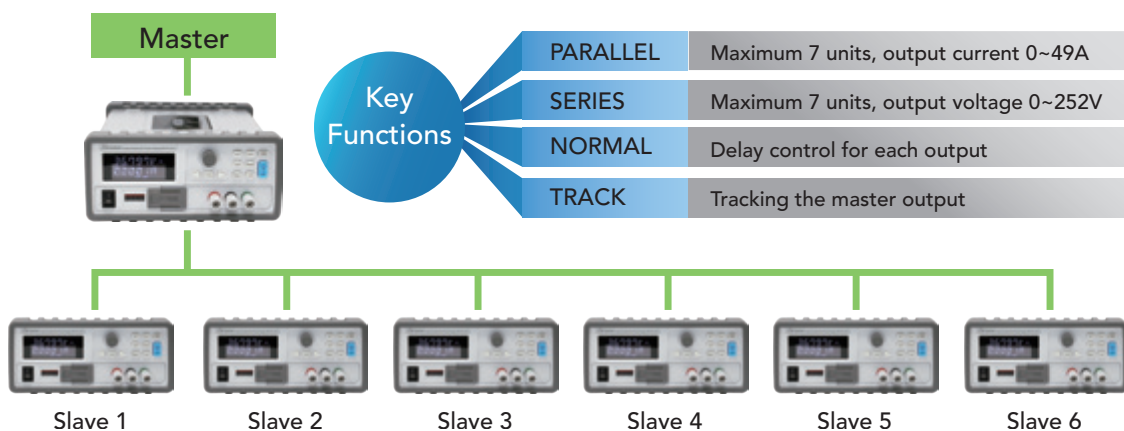 Master
Key
Functions
PARALLEL Maximum 7 units, output current 0~49A
SERIES Maximum 7 units, output voltage 0~252V
NORMAL Delay control for each output
TRACK Tracking the master output
Slave 1 Slave 2 Slave 3 Slave 4 Slave 5 Slave 6